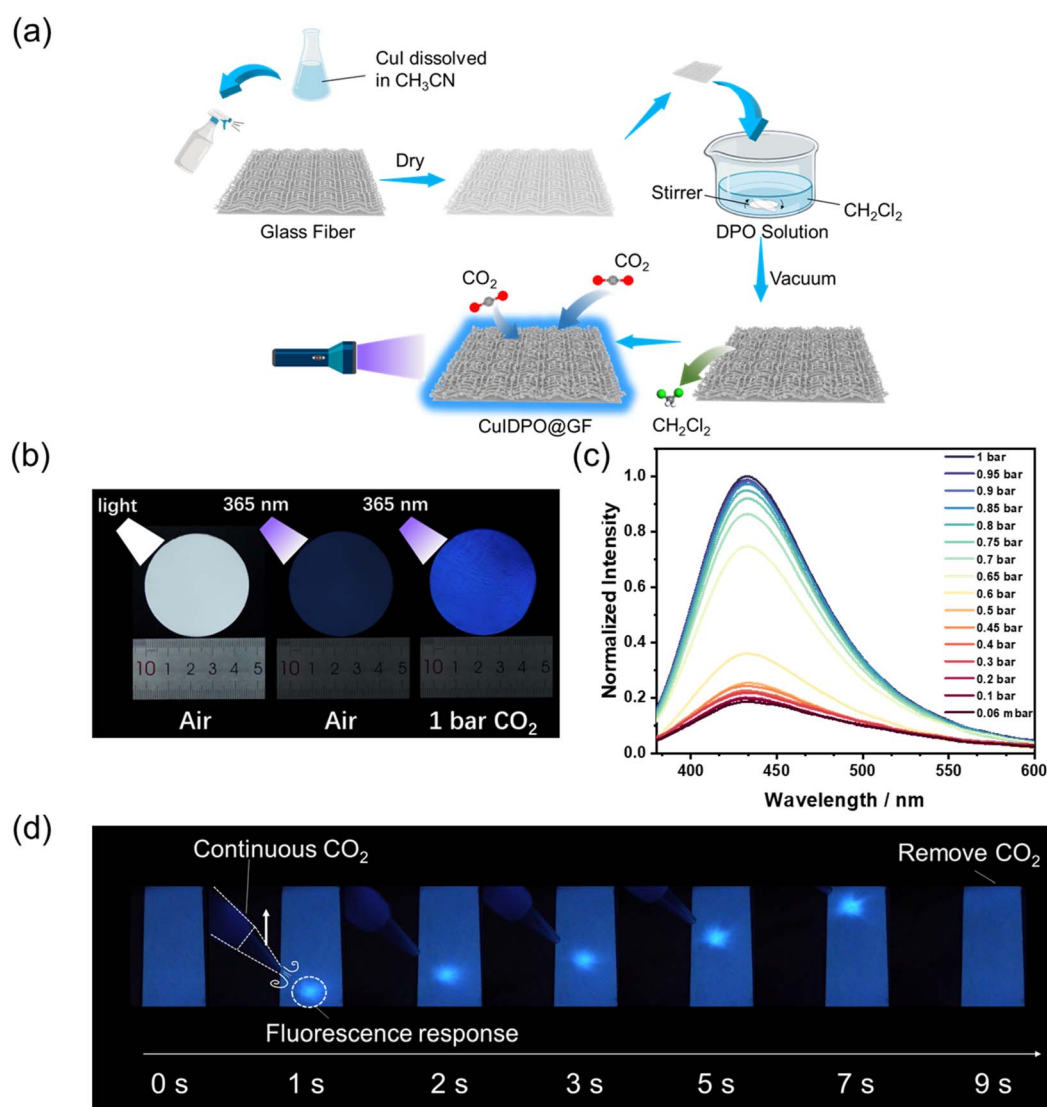 (a)
CuI dissolved
in CH₃CN
Dry
Glass Fiber
Stirrer
CH₂Cl₂
DPO Solution
Vacuum
CO₂
CO₂
CuIDPO@GF
CH₂Cl₂
(b)
light
365 nm
365 nm
10 1 2 3 4 5
10 1 2 3 4 5
10 1 2 3 4 5
Air
Air
1 bar CO₂
(c)
Normalized Intensity
1.0
0.8
0.6
0.4
0.2
0.0
400
450
500
550
600
Wavelength / nm
1 bar
0.95 bar
0.9 bar
0.85 bar
0.8 bar
0.75 bar
0.7 bar
0.65 bar
0.6 bar
0.5 bar
0.45 bar
0.4 bar
0.3 bar
0.2 bar
0.1 bar
0.06 mbar
(d)
Continuous CO₂
Remove CO₂
Fluorescence response
0 s
1 s
2 s
3 s
5 s
7 s
9 s